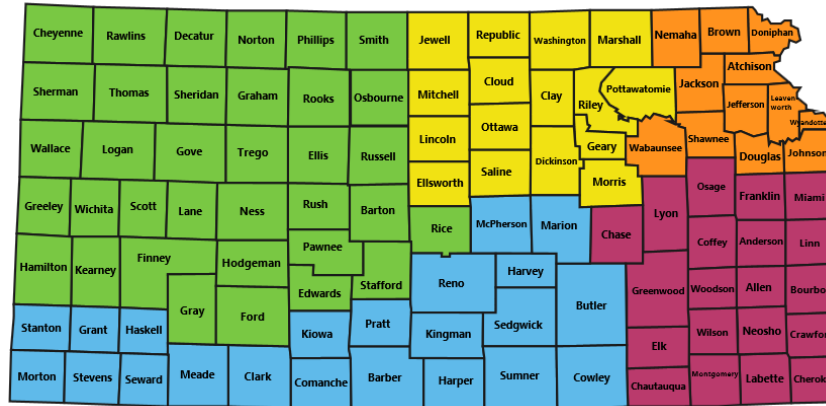 Cheyenne
Rawlins
Decatur
Norton
Phillips
Smith
Jewell
Republic
Washington
Marshall
Nemaha
Brown
Doniphan
Sherman
Thomas
Sheridan
Graham
Rooks
Osbourne
Mitchell
Cloud
Clay
Riley
Pottawatomie
Jackson
Atchison
Jefferson
Leaven
worth
Wyandotte
Wallace
Logan
Gove
Trego
Ellis
Russell
Lincoln
Ottawa
Geary
Wabaunsee
Shawnee
Douglas
Johnson
Ellsworth
Saline
Dickinson
Morris
Greeley
Wichita
Scott
Lane
Ness
Rush
Barton
Rice
McPherson
Marion
Chase
Lyon
Osage
Franklin
Miami
Hamilton
Kearney
Finney
Hodgeman
Pawnee
Edwards
Stafford
Reno
Harvey
Butler
Greenwood
Coffey
Anderson
Linn
Gray
Ford
Woodson
Allen
Bourbo
Stanton
Grant
Haskell
Kiowa
Pratt
Kingman
Sedgwick
Elk
Wilson
Neosho
Crawfor
Morton
Stevens
Seward
Meade
Clark
Comanche
Barber
Harper
Sumner
Cowley
Chautauqua
Montgomery
Labette
Cherok